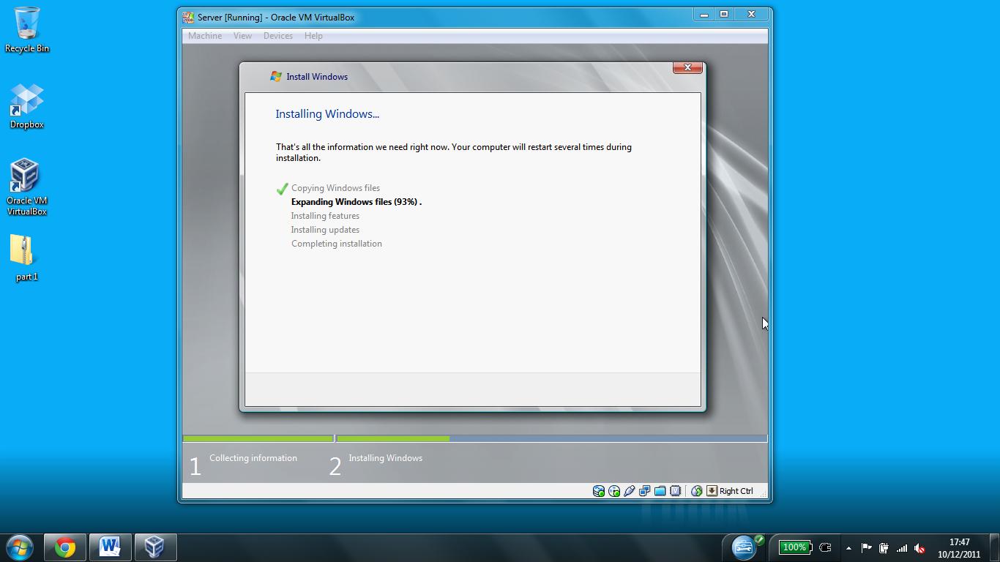 Recycle Bin
Dropbox
Oracle VM
VirtualBox
part 1
Server [Running] - Oracle VM VirtualBox
Machine View Devices Help
Install Windows
Installing Windows...
That's all the information we need right now. Your computer will restart several times during
installation.
Copying Windows files
Expanding Windows files (93%) .
Installing features
Installing updates
Completing installation
1 Collecting information 2 Installing Windows
Right Ctrl
100%
17:47
10/12/2011